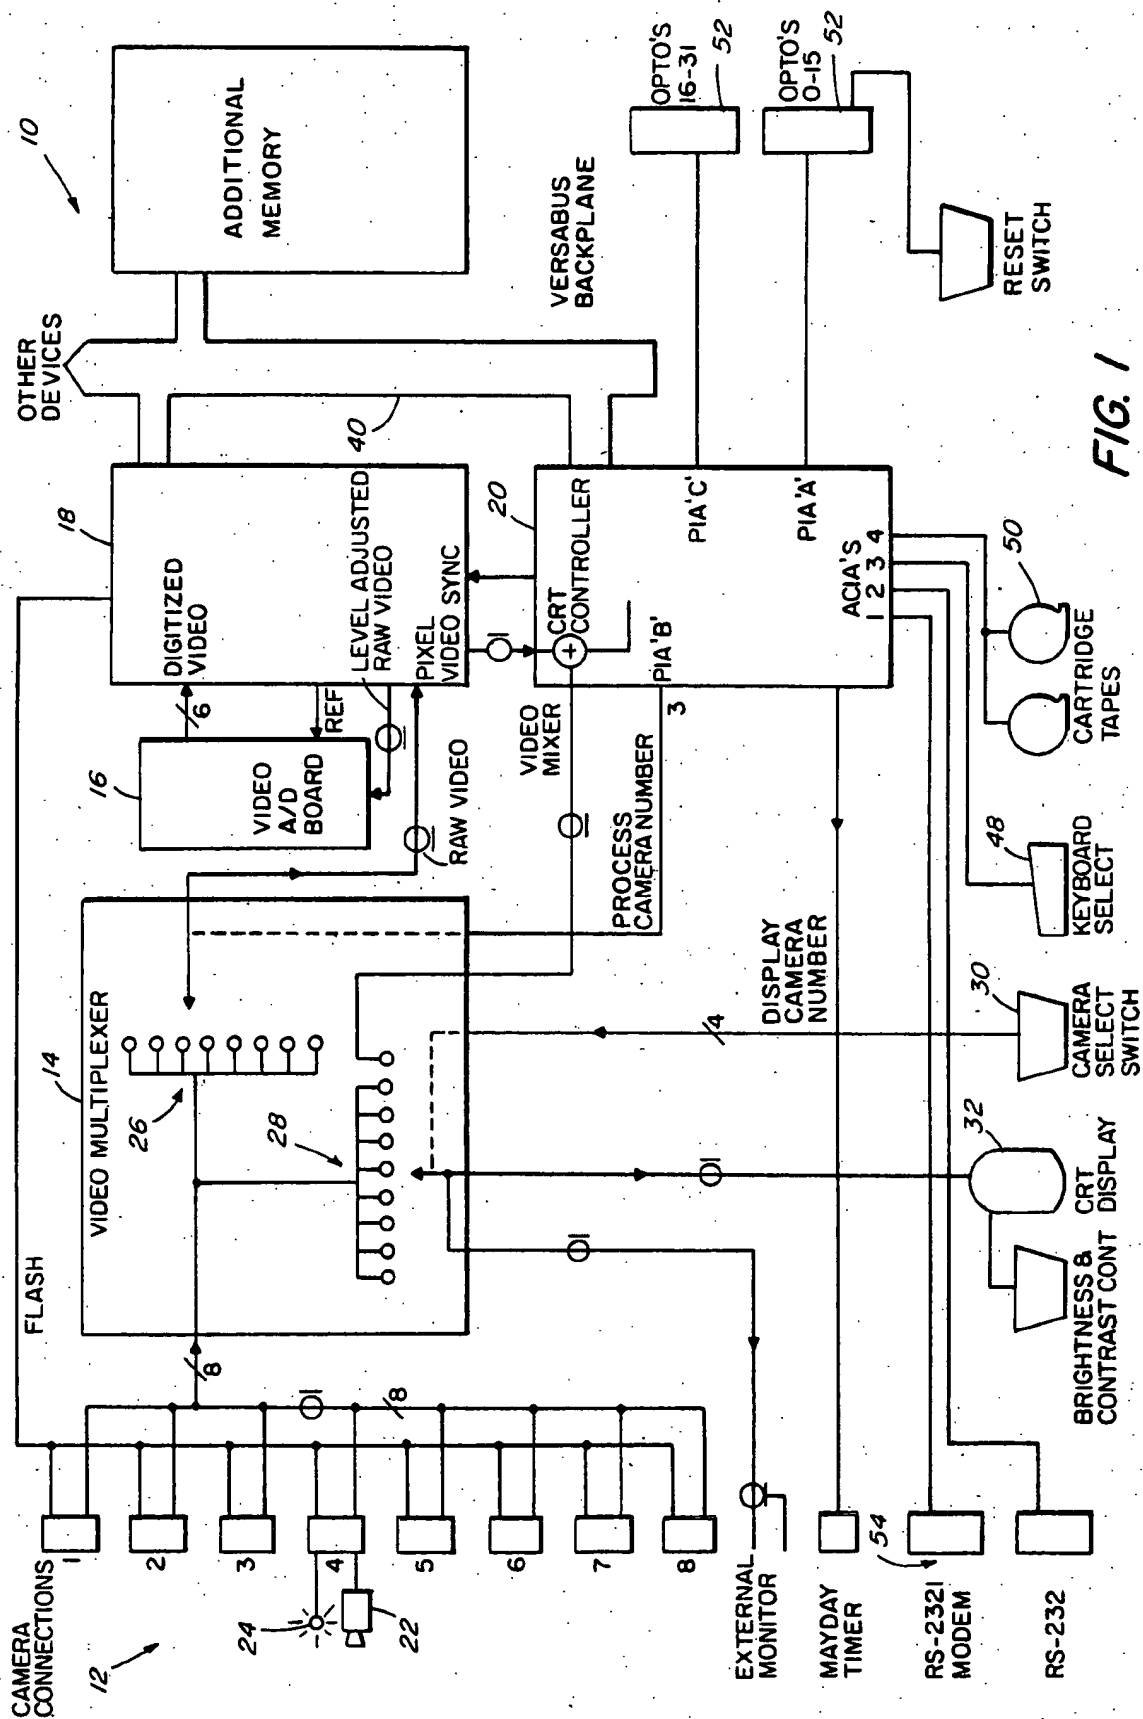 10
ADDITIONAL
MEMORY
OPTO'S
16-31
52
OPTO'S
0-15
52
RESET
SWITCH
VERSABUS
BACKPLANE
OTHER
DEVICES
40
18
DIGITIZED
VIDEO
LEVEL ADJUSTED
RAW VIDEO
PIXEL
VIDEO SYNC
6
REF
16
VIDEO
A/D
BOARD
RAW VIDEO
20
CRT
CONTROLLER
+
PIA'B'
PIA'C'
PIA'A'
ACIA'S
1 2 3 4
3
VIDEO
MIXER
PROCESS
CAMERA NUMBER
DISPLAY
CAMERA
NUMBER
50
CARTRIDGE
TAPES
48
KEYBOARD
SELECT
30
CAMERA
SELECT
SWITCH
4
32
CRT
DISPLAY
BRIGHTNESS &
CONTRAST CONT
14
VIDEO MULTIPLEXER
26
28
FLASH
8
8
CAMERA
CONNECTIONS
12
1
2
3
4
5
6
7
8
24
22
EXTERNAL
MONITOR
MAYDAY
TIMER
54
RS-2321
MODEM
RS-232
FIG. 1